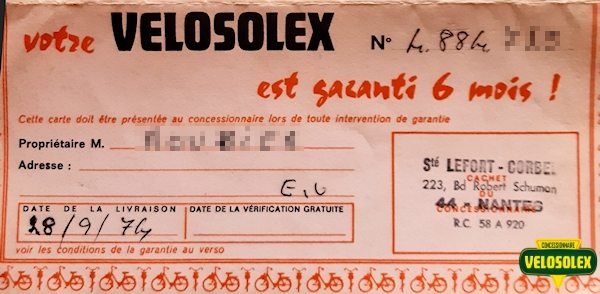 votre VELOSOLEX N° 4.884
est garanti 6 mois !
Cette carte doit être présentée au concessionnaire lors de toute intervention de garantie
Propriétaire M.
Adresse :
E.V
DATE DE LA LIVRAISON
28/9/74
DATE DE LA VÉRIFICATION GRATUITE
voir les conditions de la garantie au verso
Sté LEFORT - CORBEL
CACHET
223, Bd Robert Schuman
DU
44 - NANTES
CONCESSIONNAIRE
R.C. 58 A 920
CONCESSIONNAIRE
VELOSOLEX